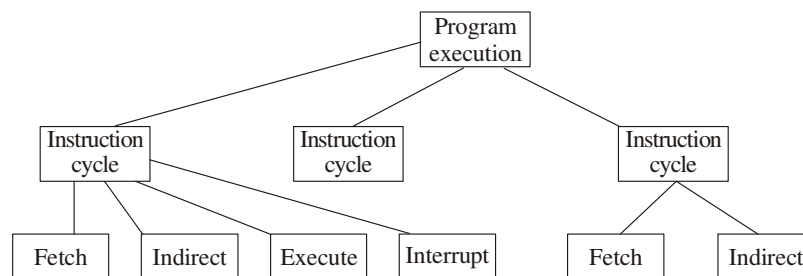 Program
execution
Instruction
cycle
Instruction
cycle
Instruction
cycle
Fetch
Indirect
Execute
Interrupt
Fetch
Indirect